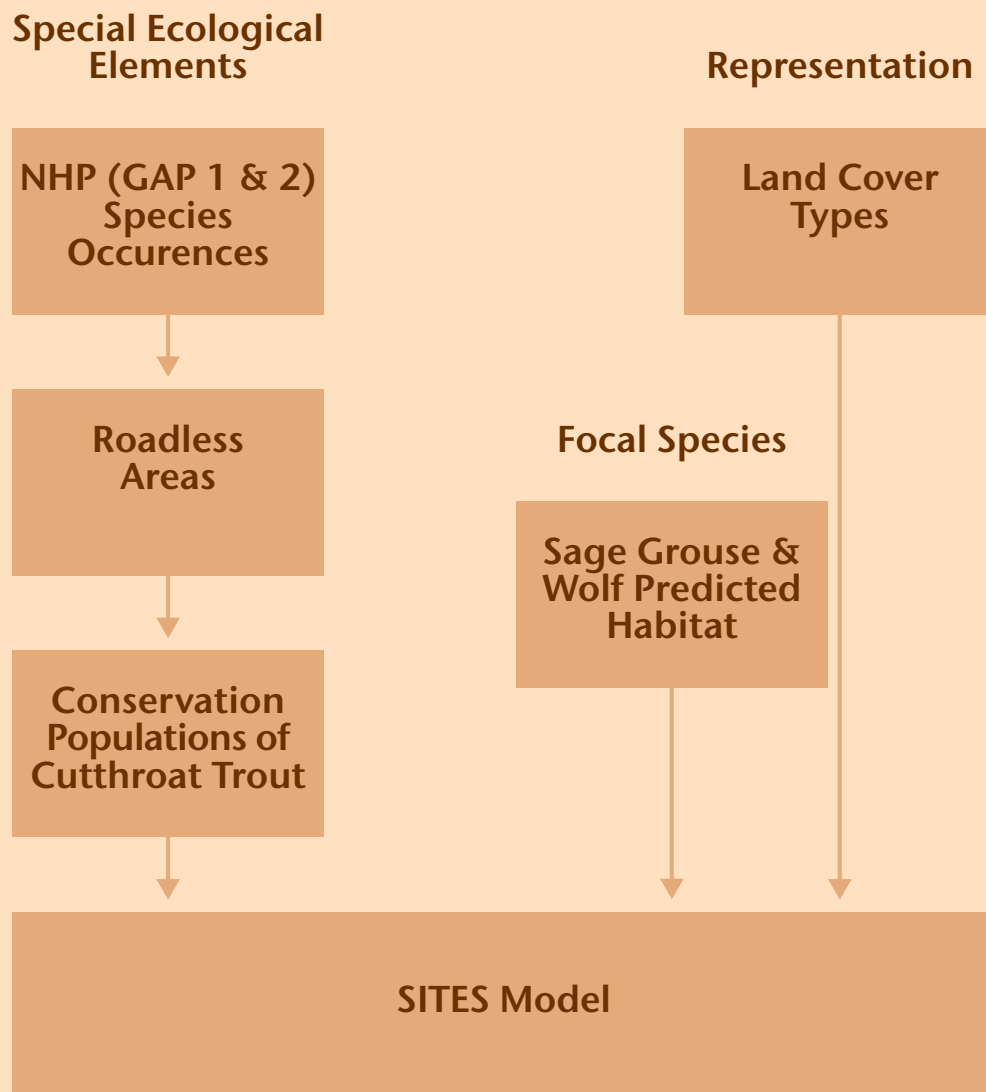 Special Ecological
Elements
NHP (GAP 1 & 2)
Species
Occurences
Roadless
Areas
Conservation
Populations of
Cutthroat Trout
Representation
Land Cover
Types
Focal Species
Sage Grouse &
Wolf Predicted
Habitat
SITES Model